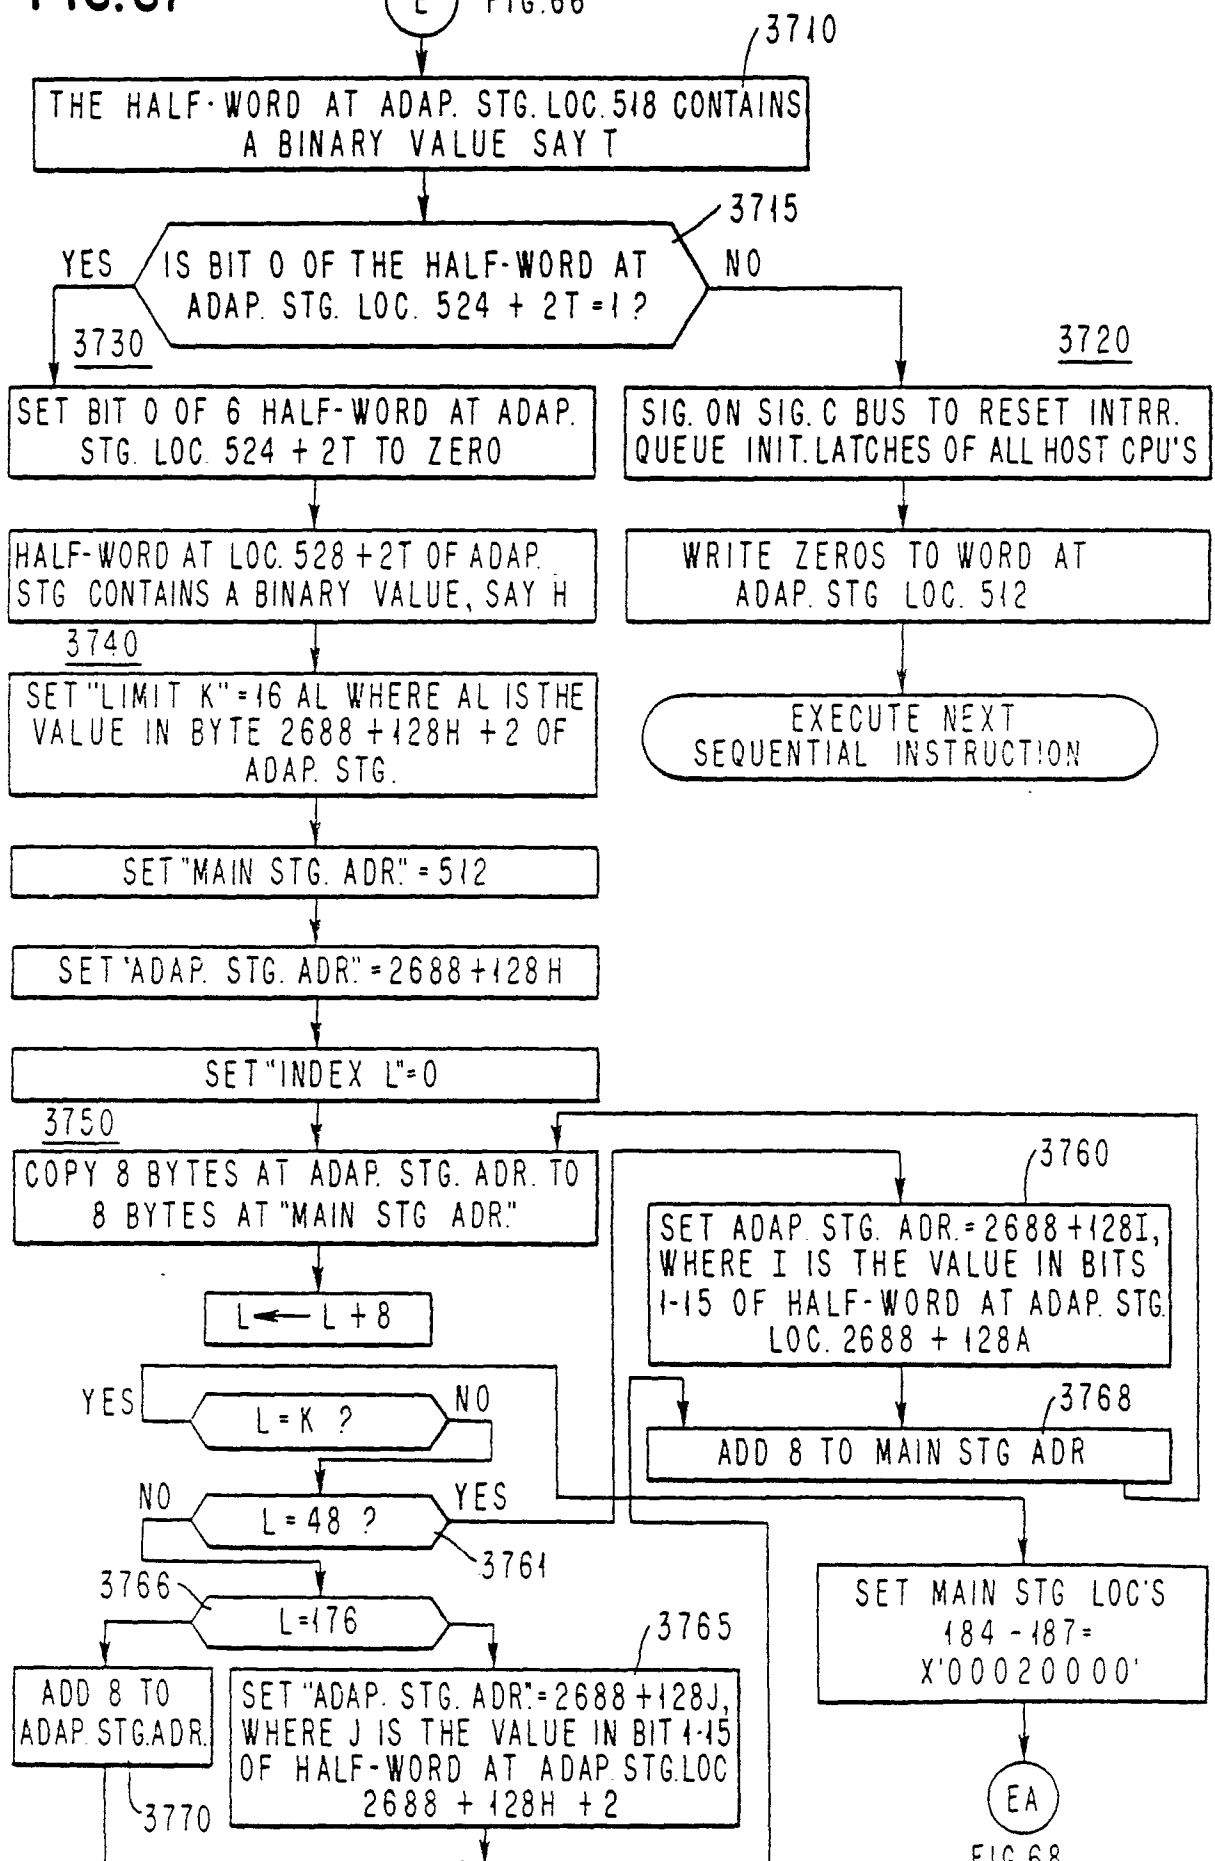 FIG. 67
E FIG. 66
3710
THE HALF-WORD AT ADAP. STG. LOC. 518 CONTAINS
A BINARY VALUE SAY T
3715
YES
IS BIT 0 OF THE HALF-WORD AT
ADAP. STG. LOC. 524 + 2T = 1 ?
NO
3730
3720
SET BIT 0 OF 6 HALF-WORD AT ADAP.
STG. LOC. 524 + 2T TO ZERO
SIG. ON SIG. C BUS TO RESET INTRR.
QUEUE INIT. LATCHES OF ALL HOST CPU'S
HALF-WORD AT LOC. 528 + 2T OF ADAP.
STG CONTAINS A BINARY VALUE, SAY H
WRITE ZEROS TO WORD AT
ADAP. STG LOC. 512
3740
SET "LIMIT K" = 16 AL WHERE AL IS THE
VALUE IN BYTE 2688 + 128H + 2 OF
ADAP. STG.
EXECUTE NEXT
SEQUENTIAL INSTRUCTION
SET "MAIN STG. ADR." = 512
SET "ADAP. STG. ADR." = 2688 + 128H
SET "INDEX L" = 0
3750
COPY 8 BYTES AT ADAP. STG. ADR. TO
8 BYTES AT "MAIN STG ADR."
3760
SET ADAP. STG. ADR. = 2688 + 128I,
WHERE I IS THE VALUE IN BITS
1-15 OF HALF-WORD AT ADAP. STG.
LOC. 2688 + 128A
L ← L + 8
YES
L = K ?
NO
3768
ADD 8 TO MAIN STG ADR
NO
L = 48 ?
YES
3761
3766
L = 176
SET MAIN STG LOC'S
184 - 187 =
X'00020000'
3765
ADD 8 TO
ADAP. STG. ADR.
3770
SET "ADAP. STG. ADR." = 2688 + 128J,
WHERE J IS THE VALUE IN BIT 1-15
OF HALF-WORD AT ADAP. STG. LOC
2688 + 128H + 2
EA
FIG. 68